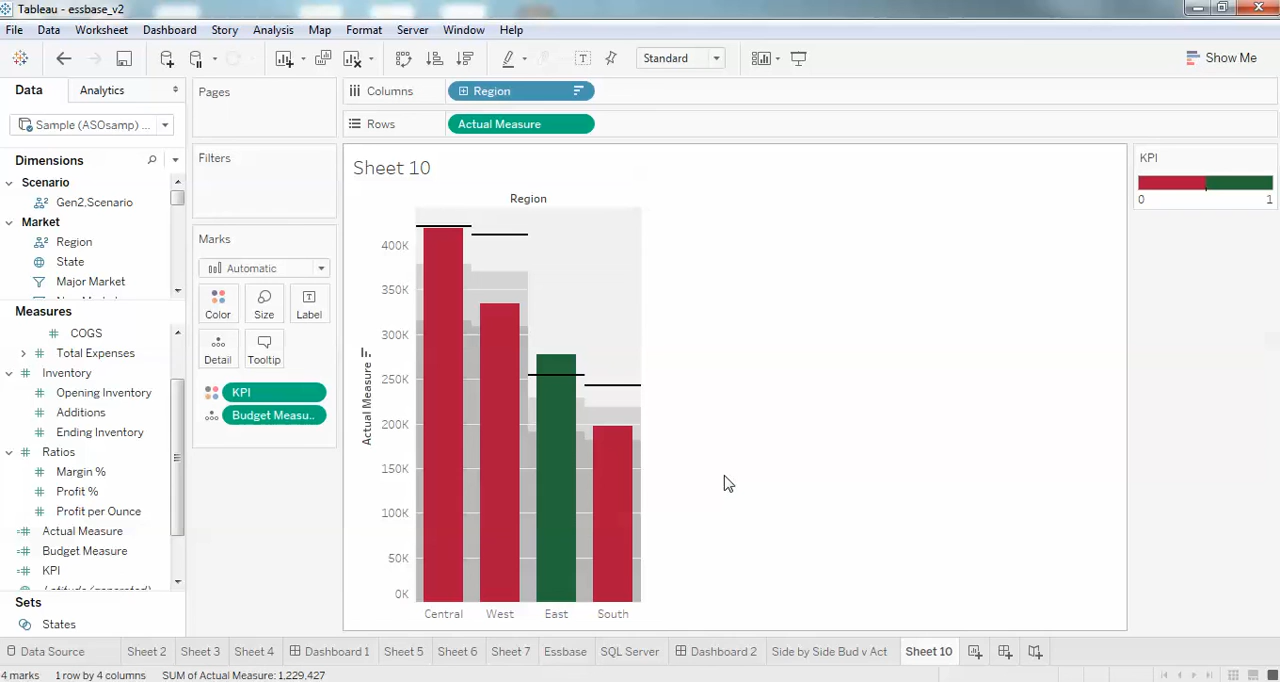 Tableau - essbase_v2
File Data Worksheet Dashboard Story Analysis Map Format Server Window Help
Standard
Show Me
Data Analytics
Sample (ASOsamp) ...
Dimensions
Scenario
Gen2,Scenario
Market
Region
State
Major Market
Measures
COGS
Total Expenses
Inventory
Opening Inventory
Additions
Ending Inventory
Ratios
Margin %
Profit %
Profit per Ounce
Actual Measure
Budget Measure
KPI
Sets
States
Pages
Filters
Marks
Automatic
Color Size Label
Detail Tooltip
KPI
Budget Measu..
Columns
Region
Rows
Actual Measure
Sheet 10
Region
Actual Measure
400K
350K
300K
250K
200K
150K
100K
50K
0K
Central West East South
KPI
0 1
Data Source Sheet 2 Sheet 3 Sheet 4 Dashboard 1 Sheet 5 Sheet 6 Sheet 7 Essbase SQL Server Dashboard 2 Side by Side Bud v Act Sheet 10
4 marks 1 row by 4 columns SUM of Actual Measure: 1,229,427